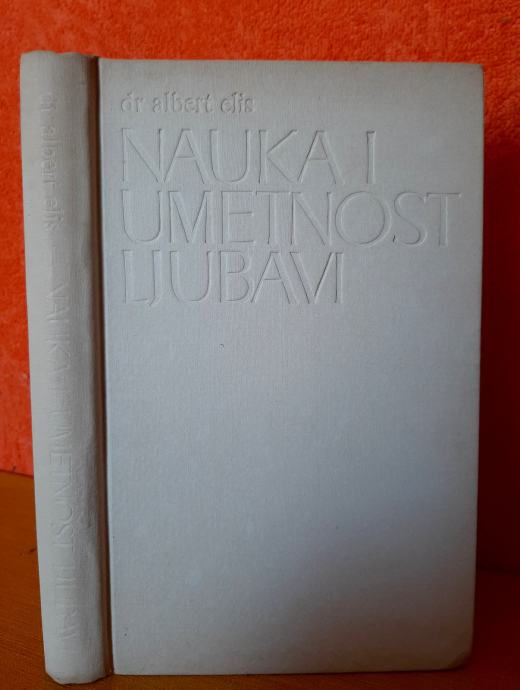 dr albert elis
NAUKA I
UMETNOST
LJUBAVI
dr albert elis — NAUKA I UMETNOST LJUBAVI